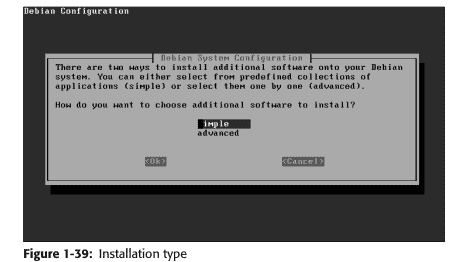 Debian Configuration
Debian System Configuration
There are two ways to install additional software onto your Debian
system. You can either select from predefined collections of
applications (simple) or select them one by one (advanced).
How do you want to choose additional software to install?
simple
advanced
<Ok> <Cancel>
Figure 1-39: Installation type